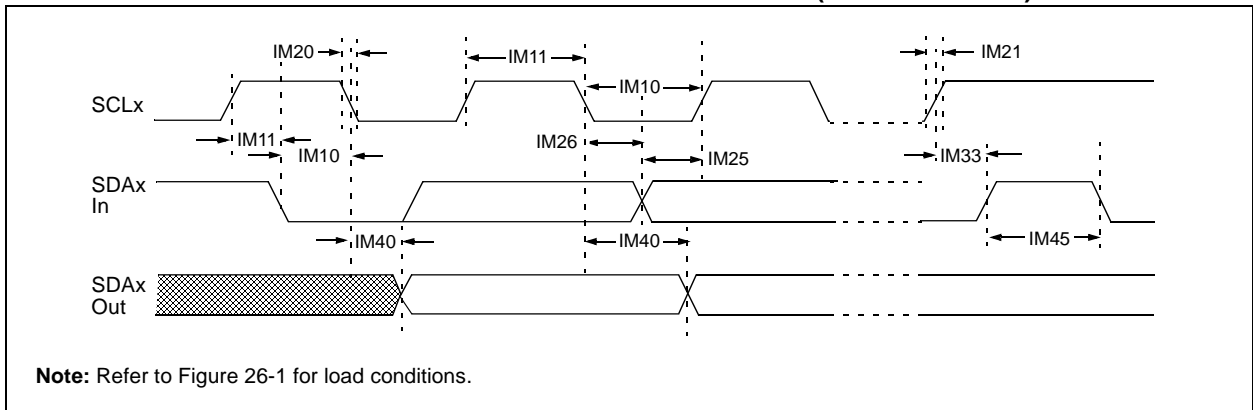 IM20
IM11
IM21
SCLx
IM10
IM11
IM26
IM10
IM25
IM33
SDAx
In
IM40
IM40
IM45
SDAx
Out
Note: Refer to Figure 26-1 for load conditions.